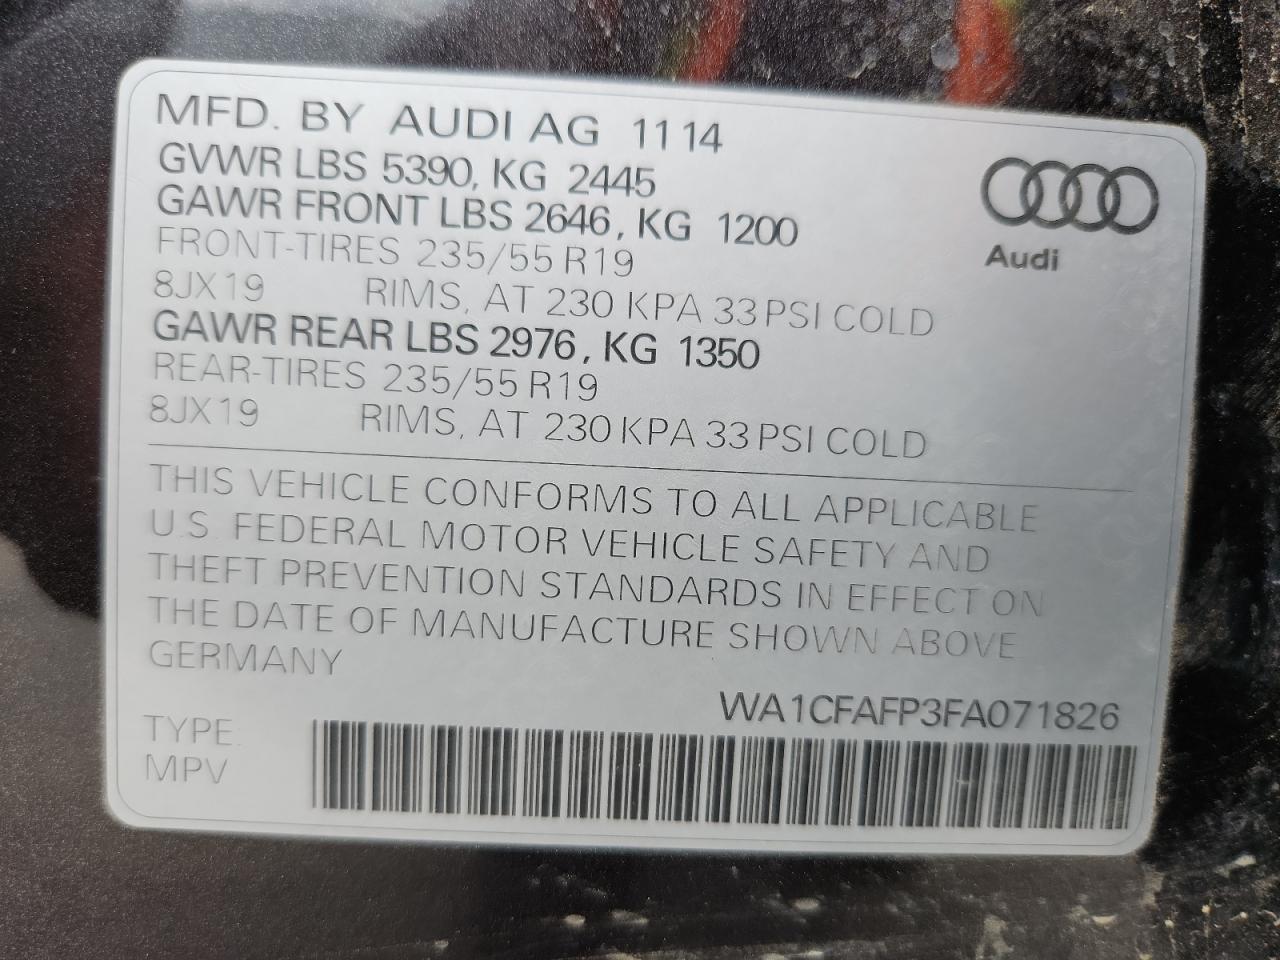 MFD. BY AUDI AG 11 14
GVWR LBS 5390, KG 2445
GAWR FRONT LBS 2646, KG 1200
FRONT-TIRES 235/55 R19
8JX19 RIMS, AT 230 KPA 33 PSI COLD
GAWR REAR LBS 2976, KG 1350
REAR-TIRES 235/55 R19
8JX19 RIMS, AT 230 KPA 33 PSI COLD
Audi
THIS VEHICLE CONFORMS TO ALL APPLICABLE
U.S. FEDERAL MOTOR VEHICLE SAFETY AND
THEFT PREVENTION STANDARDS IN EFFECT ON
THE DATE OF MANUFACTURE SHOWN ABOVE
GERMANY
WA1CFAFP3FA071826
TYPE.
MPV